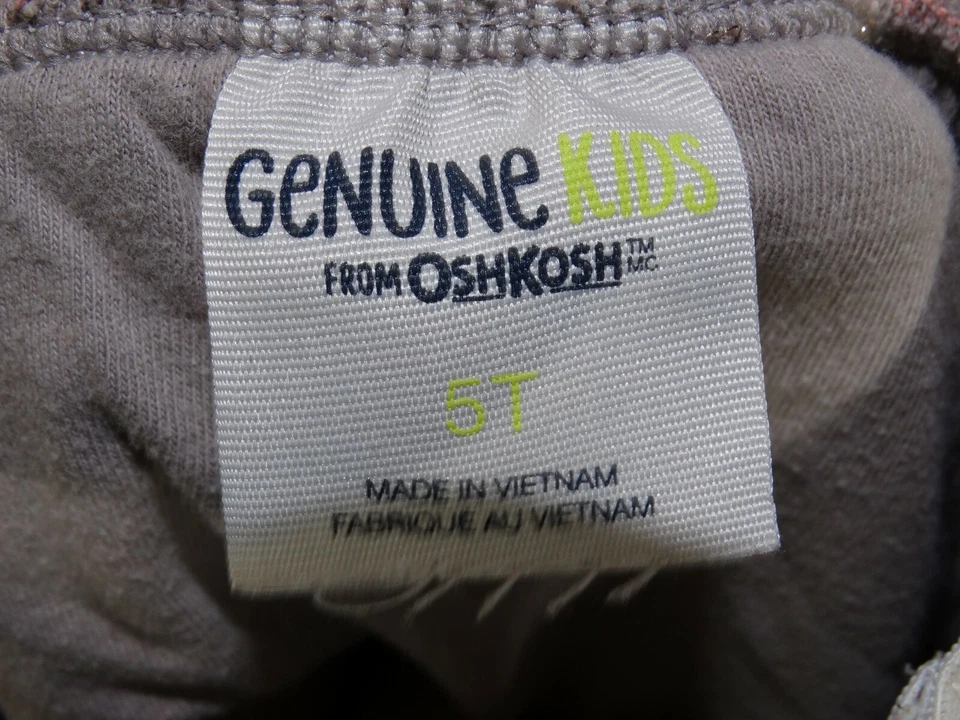 GeNUINe KIDS
FROM OSHKOSH TM MC
5T
MADE IN VIETNAM
FABRIQUE AU VIETNAM